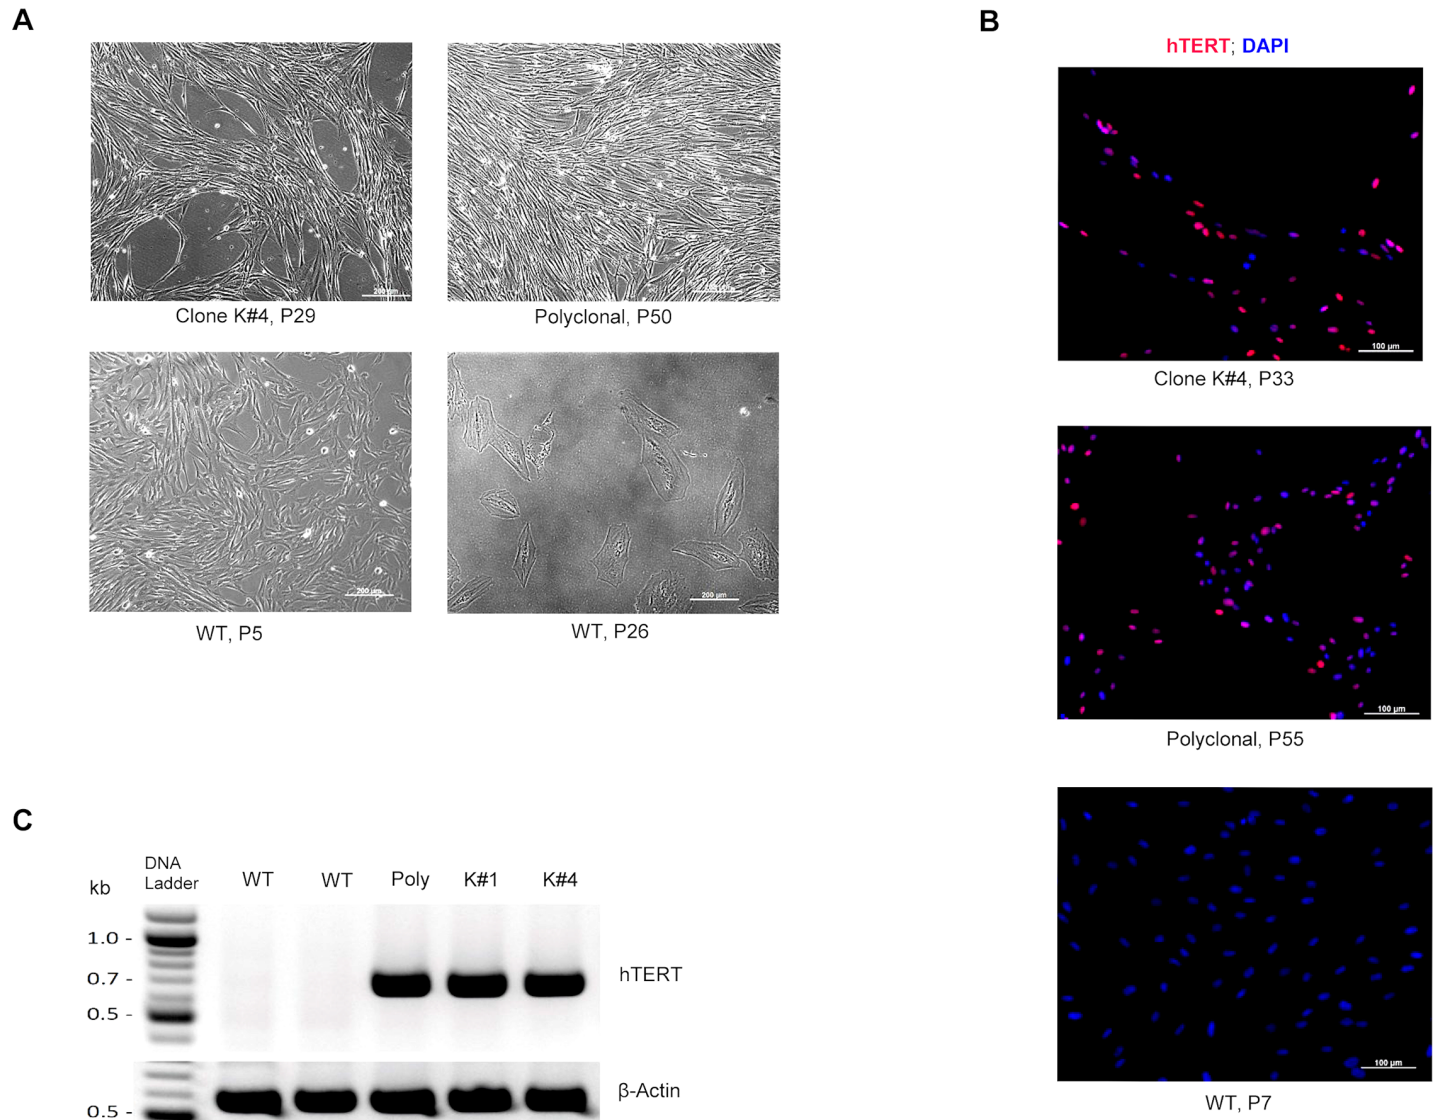 A
B
hTERT; DAPI
200 µm
Clone K#4, P29
Polyclonal, P50
100 µm
Clone K#4, P33
200 µm
200 µm
WT, P5
WT, P26
100 µm
Polyclonal, P55
C
DNA
Ladder
kb
WT
WT
Poly
K#1
K#4
1.0 -
0.7 -
0.5 -
hTERT
0.5 -
β-Actin
100 µm
WT, P7